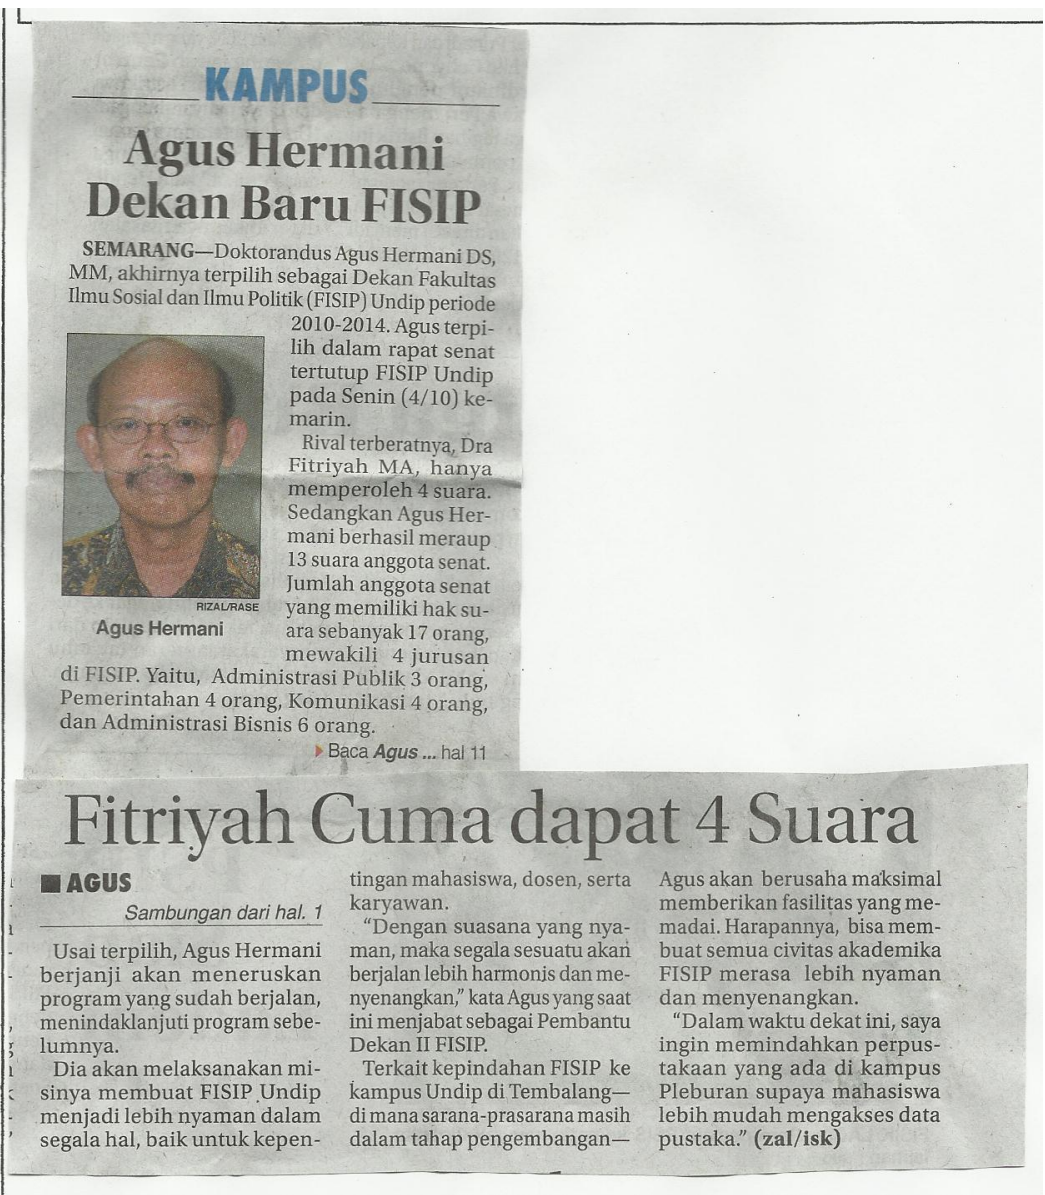 KAMPUS
Agus Hermani
Dekan Baru FISIP
SEMARANG—Doktorandus Agus Hermani DS,
MM, akhirnya terpilih sebagai Dekan Fakultas
Ilmu Sosial dan Ilmu Politik (FISIP) Undip periode
2010-2014. Agus terpi-
lih dalam rapat senat
tertutup FISIP Undip
pada Senin (4/10) ke-
marin.
Rival terberatnya, Dra
Fitriyah MA, hanya
memperoleh 4 suara.
Sedangkan Agus Her-
mani berhasil meraup
13 suara anggota senat.
Jumlah anggota senat
yang memiliki hak su-
ara sebanyak 17 orang,
mewakili 4 jurusan
RIZAL/RASE
Agus Hermani
di FISIP. Yaitu, Administrasi Publik 3 orang,
Pemerintahan 4 orang, Komunikasi 4 orang,
dan Administrasi Bisnis 6 orang.
Baca Agus ... hal 11
Fitriyah Cuma dapat 4 Suara
AGUS
Sambungan dari hal. 1
Usai terpilih, Agus Hermani
berjanji akan meneruskan
program yang sudah berjalan,
menindaklanjuti program sebe-
lumnya.
Dia akan melaksanakan mi-
sinya membuat FISIP Undip
menjadi lebih nyaman dalam
segala hal, baik untuk kepen-
tingan mahasiswa, dosen, serta
karyawan.
“Dengan suasana yang nya-
man, maka segala sesuatu akan
berjalan lebih harmonis dan me-
nyenangkan,” kata Agus yang saat
ini menjabat sebagai Pembantu
Dekan II FISIP.
Terkait kepindahan FISIP ke
kampus Undip di Tembalang—
di mana sarana-prasarana masih
dalam tahap pengembangan—
Agus akan berusaha maksimal
memberikan fasilitas yang me-
madai. Harapannya, bisa mem-
buat semua civitas akademika
FISIP merasa lebih nyaman
dan menyenangkan.
“Dalam waktu dekat ini, saya
ingin memindahkan perpus-
takaan yang ada di kampus
Pleburan supaya mahasiswa
lebih mudah mengakses data
pustaka.” (zal/isk)